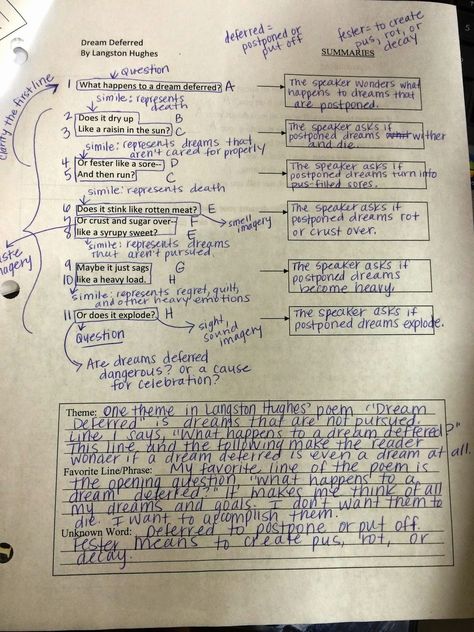 Dream Deferred
By Langston Hughes
deferred =
postponed or
put off
fester = to create
pus, rot, or
decay
SUMMARIES
Question
1 What happens to a dream deferred? A
The speaker wonders what
happens to dreams that
are postponed.
clarify the first line
simile: represents
death
2 Does it dry up B
3 Like a raisin in the sun? C
The speaker asks if
postponed dreams wither
and die.
simile: represents dreams that
aren't cared for properly
4 Or fester like a sore-- D
5 And then run? C
The speaker asks if
postponed dreams turn into
pus-filled sores.
simile: represents death
6 Does it stink like rotten meat? E
7 Or crust and sugar over-- F
8 like a syrupy sweet? E
smell
imagery
The speaker asks if
postponed dreams rot
or crust over.
taste
imagery
simile: represents dreams
that aren't pursued
9 Maybe it just sags G
10 like a heavy load. H
The speaker asks if
postponed dreams
become heavy.
simile: represents regret, guilt,
and other heavy emotions
11 Or does it explode? H
The speaker asks if
postponed dreams explode.
Question
sight,
sound
imagery
Are dreams deferred
dangerous? or a cause
for celebration?
Theme: One theme in Langston Hughes' poem "Dream
Deferred" is dreams that are not pursued.
Line 1 says, "What happens to a dream deferred?"
This line and the following make the reader
wonder if a dream deferred is even a dream at all.
Favorite Line/Phrase: My favorite line of the poem is
the opening question, "what happens to a
dream deferred?" It makes me think of all
my dreams and goals. I don't want them to
die. I want to acomplish them.
Unknown Word: Deferred to postpone or put off.
Fester means to create pus, rot, or
decay.